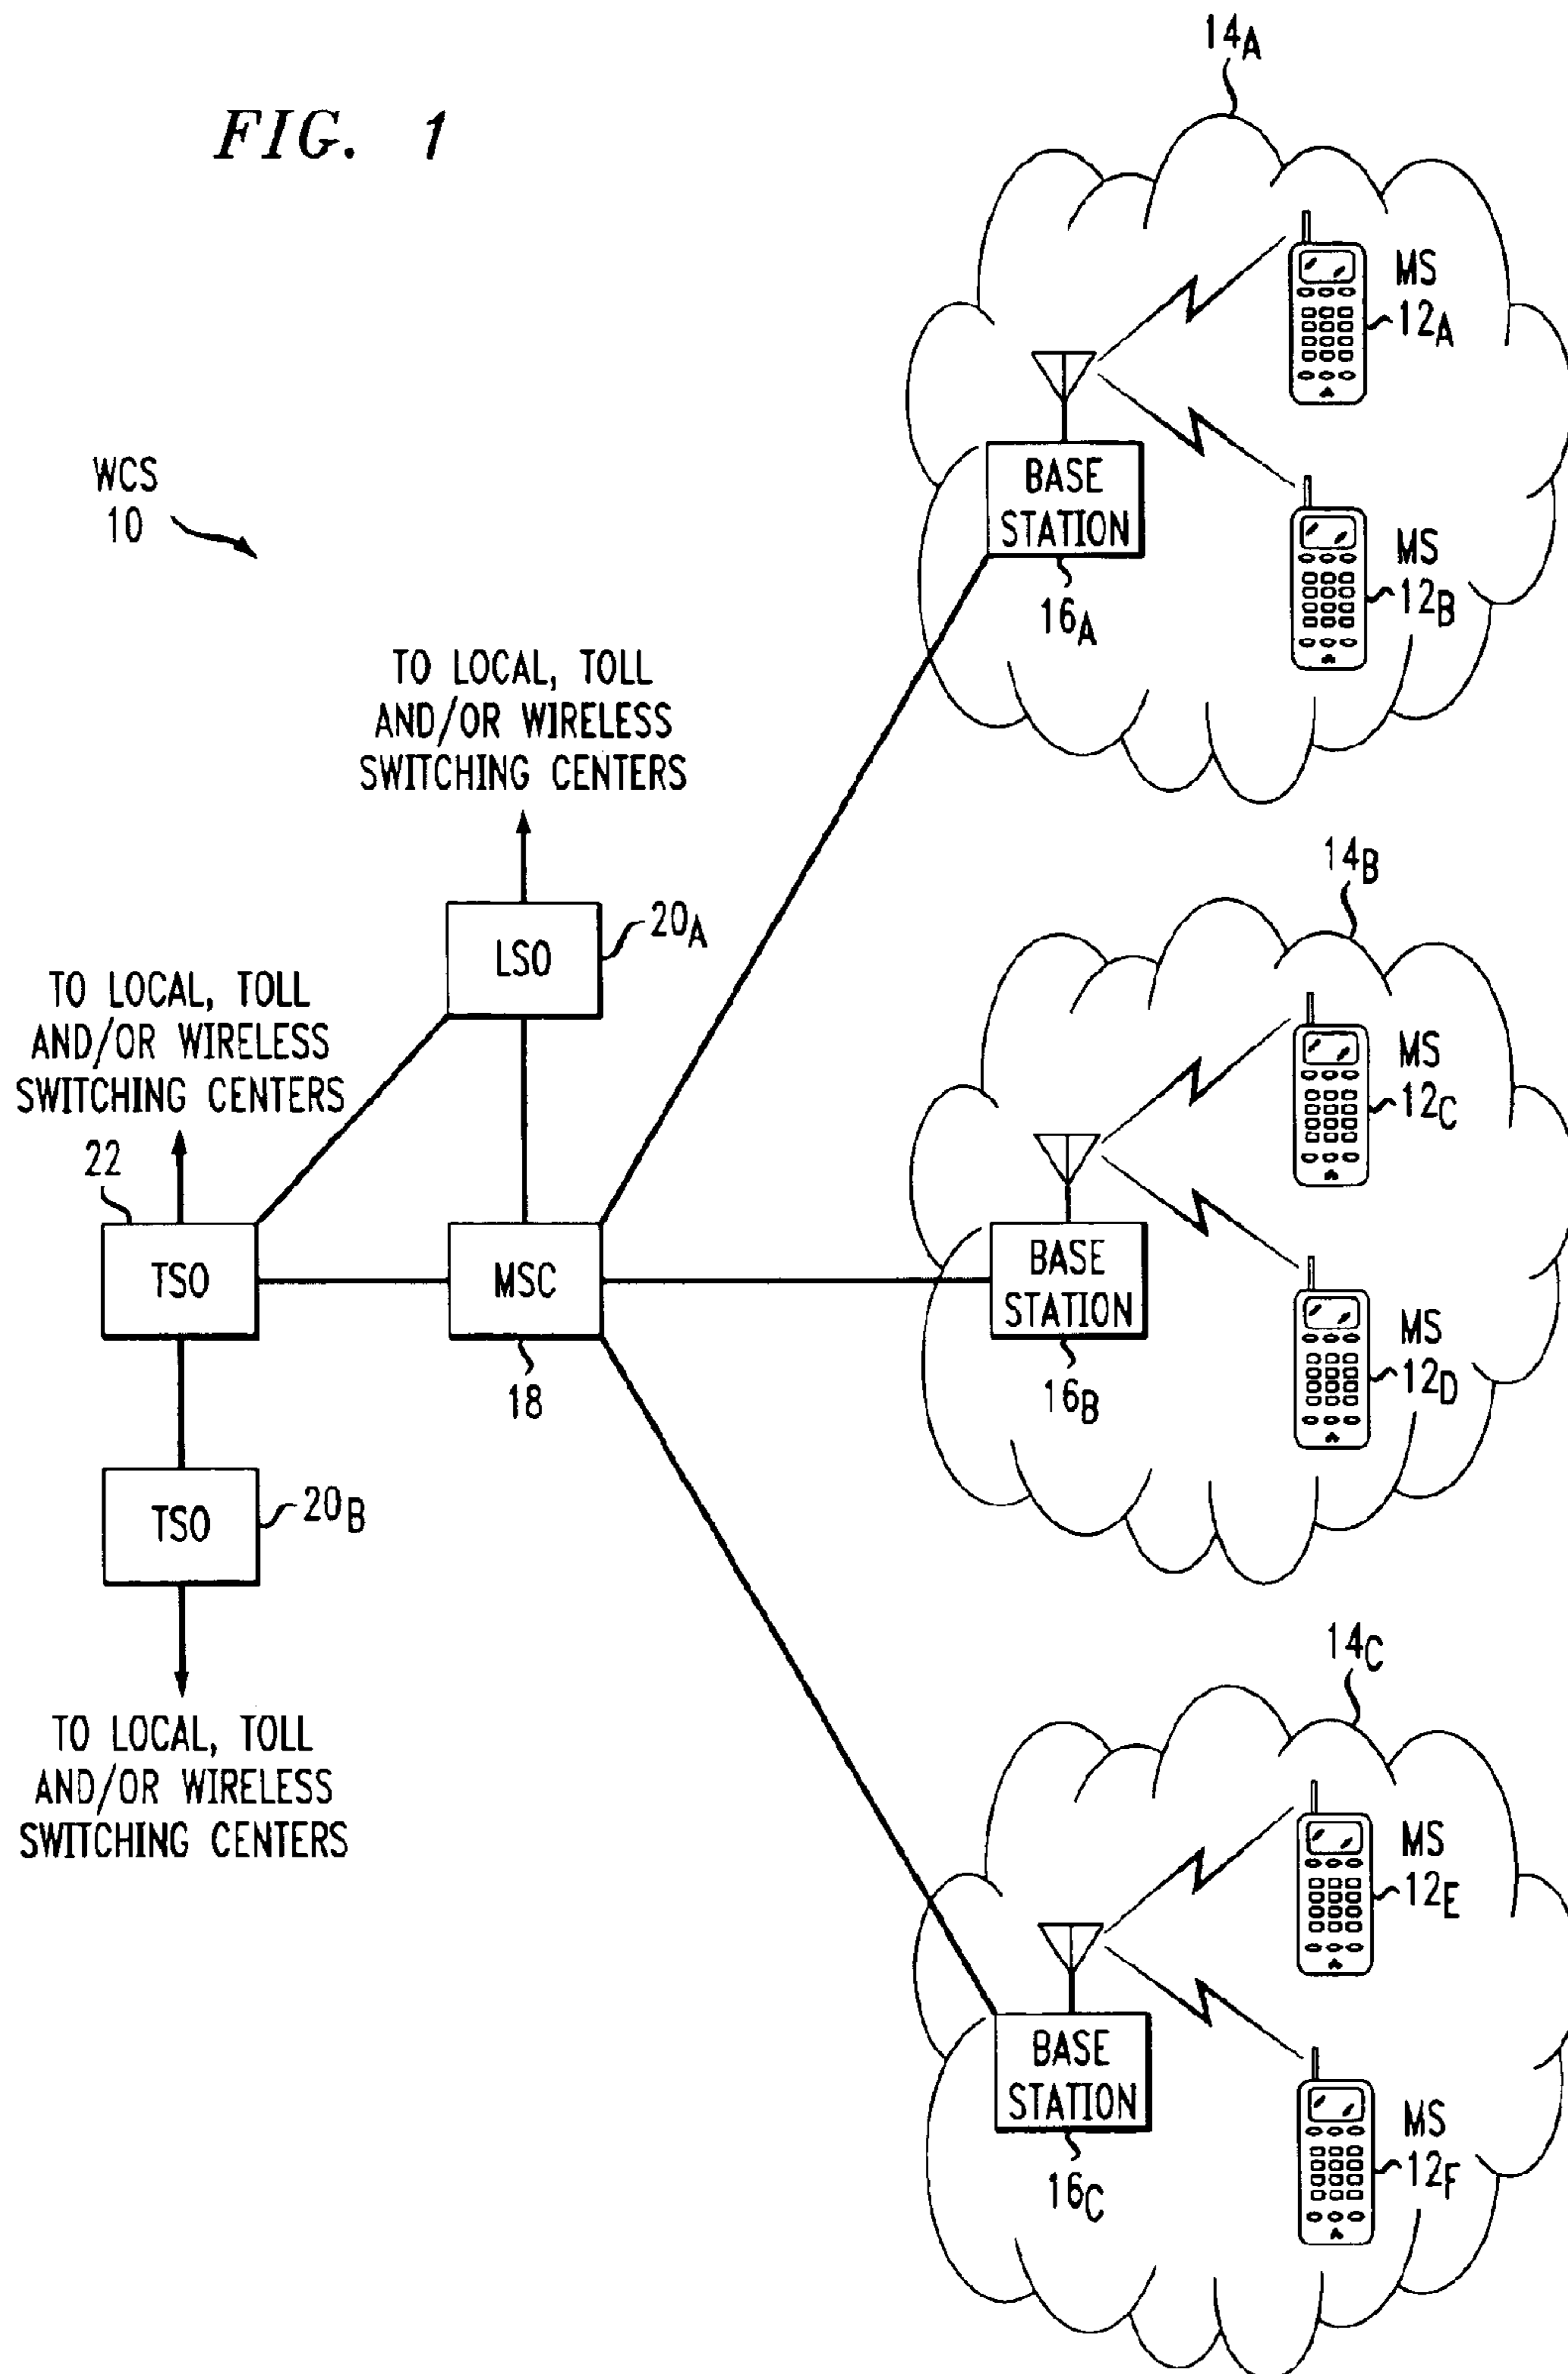 FIG. 1
14A
MS
12A
WCS
10
BASE
STATION
MS
12B
16A
TO LOCAL, TOLL
AND/OR WIRELESS
SWITCHING CENTERS
14B
20A
LSO
TO LOCAL, TOLL
AND/OR WIRELESS
SWITCHING CENTERS
MS
12C
22
TSO
MSC
BASE
STATION
MS
12D
18
16B
TSO
20B
14C
TO LOCAL, TOLL
AND/OR WIRELESS
SWITCHING CENTERS
MS
12E
BASE
STATION
MS
12F
16C